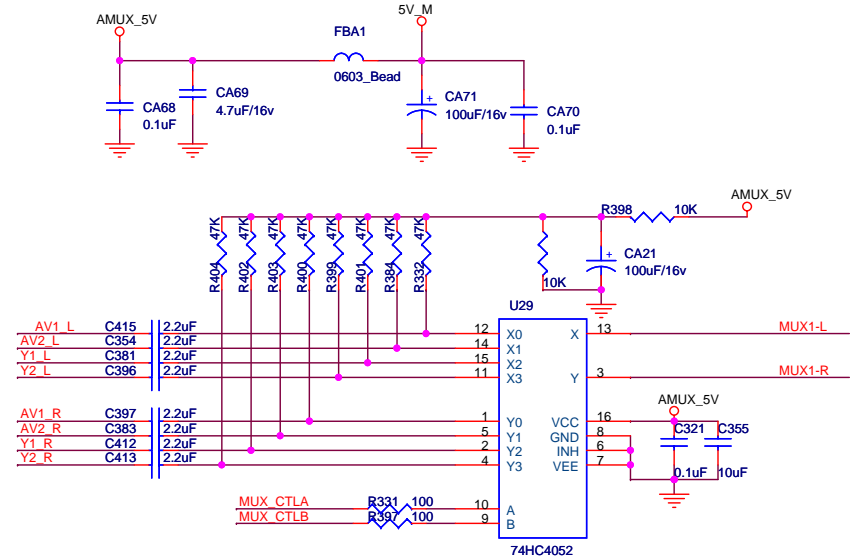 AMUX_5V
5V_M
FBA1
0603_Bead
CA68
0.1uF
CA69
4.7uF/16v
CA71
100uF/16v
CA70
0.1uF
AMUX_5V
R398 10K
R404 47K
R402 47K
R403 47K
R400 47K
R399 47K
R401 47K
R384 47K
R332 47K
10K
CA21
100uF/16v
U29
AV1_L C415 2.2uF 12 X0 X 13 MUX1-L
AV2_L C354 2.2uF 14 X1
Y1_L C381 2.2uF 15 X2
Y2_L C396 2.2uF 11 X3 Y 3 MUX1-R
AMUX_5V
AV1_R C397 2.2uF 1 Y0 VCC 16
AV2_R C383 2.2uF 5 Y1 GND 8 C321 C355
Y1_R C412 2.2uF 2 Y2 INH 6
Y2_R C413 2.2uF 4 Y3 VEE 7
0.1uF 10uF
MUX_CTLA R331 100 10 A
MUX_CTLB R397 100 9 B
74HC4052